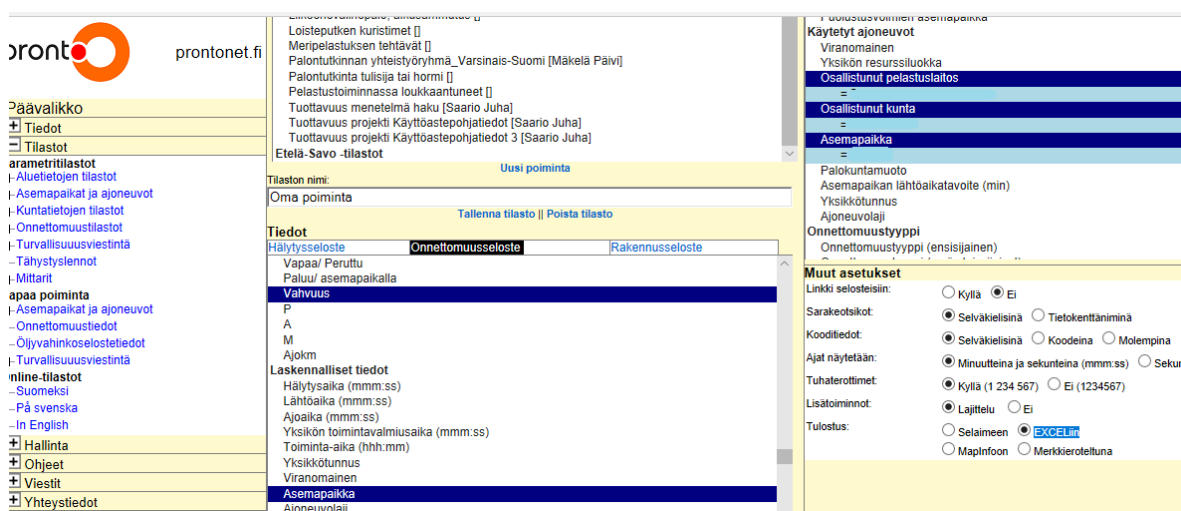 pronto
prontonet.fi
Päävalikko
Tiedot
Tilastot
arametritilastot
Aluetietojen tilastot
Asemapaikat ja ajoneuvot
Kuntatietojen tilastot
Onnettomuustilastot
Turvallisuusviestintä
Tähystyslennot
Mittarit
apaa poiminta
Asemapaikat ja ajoneuvot
Onnettomuustiedot
Öljyvahinkoselostetiedot
Turvallisuusviestintä
nline-tilastot
Suomeksi
På svenska
In English
Hallinta
Ohjeet
Viestit
Yhteystiedot
Loisteputken kuristimet []
Meripelastuksen tehtävät []
Palontutkinnan yhteistyöryhmä_Varsinais-Suomi [Mäkelä Päivi]
Palontutkinta tulisija tai hormi []
Pelastustoiminnassa loukkaantuneet []
Tuottavuus menetelmä haku [Saario Juha]
Tuottavuus projekti Käyttöastepohjatiedot [Saario Juha]
Tuottavuus projekti Käyttöastepohjatiedot 3 [Saario Juha]
Etelä-Savo -tilastot
Uusi poiminta
Tilaston nimi:
Oma poiminta
Tallenna tilasto || Poista tilasto
Tiedot
Hälytysseloste Onnettomuusseloste Rakennusseloste
Vapaa/ Peruttu
Paluu/ asemapaikalla
Vahvuus
P
A
M
Ajokm
Laskennalliset tiedot
Hälytysaika (mmm:ss)
Lähtöaika (mmm:ss)
Ajoaika (mmm:ss)
Yksikön toimintavalmiusaika (mmm:ss)
Toiminta-aika (hhh:mm)
Yksikkötunnus
Viranomainen
Asemapaikka
Ajoneuvolaji
Puolustusvoimien asemapaikka
Käytetyt ajoneuvot
Viranomainen
Yksikön resurssiluokka
Osallistunut pelastuslaitos
=
Osallistunut kunta
=
Asemapaikka
=
Palokuntamuoto
Asemapaikan lähtöaikatavoite (min)
Yksikkötunnus
Ajoneuvolaji
Onnettomuustyyppi
Onnettomuustyyppi (ensisijainen)
Muut asetukset
Linkki selosteisiin: Kyllä Ei
Sarakeotsikot: Selväkielisinä Tietokenttäniminä
Kooditiedot: Selväkielisinä Koodeina Molempina
Ajat näytetään: Minuutteina ja sekunteina (mmm:ss) Sekun
Tuhaterottimet: Kyllä (1 234 567) Ei (1234567)
Lisätoiminnot: Lajittelu Ei
Tulostus: Selaimeen EXCELiin
MapInfoon Merkkieroteltuna